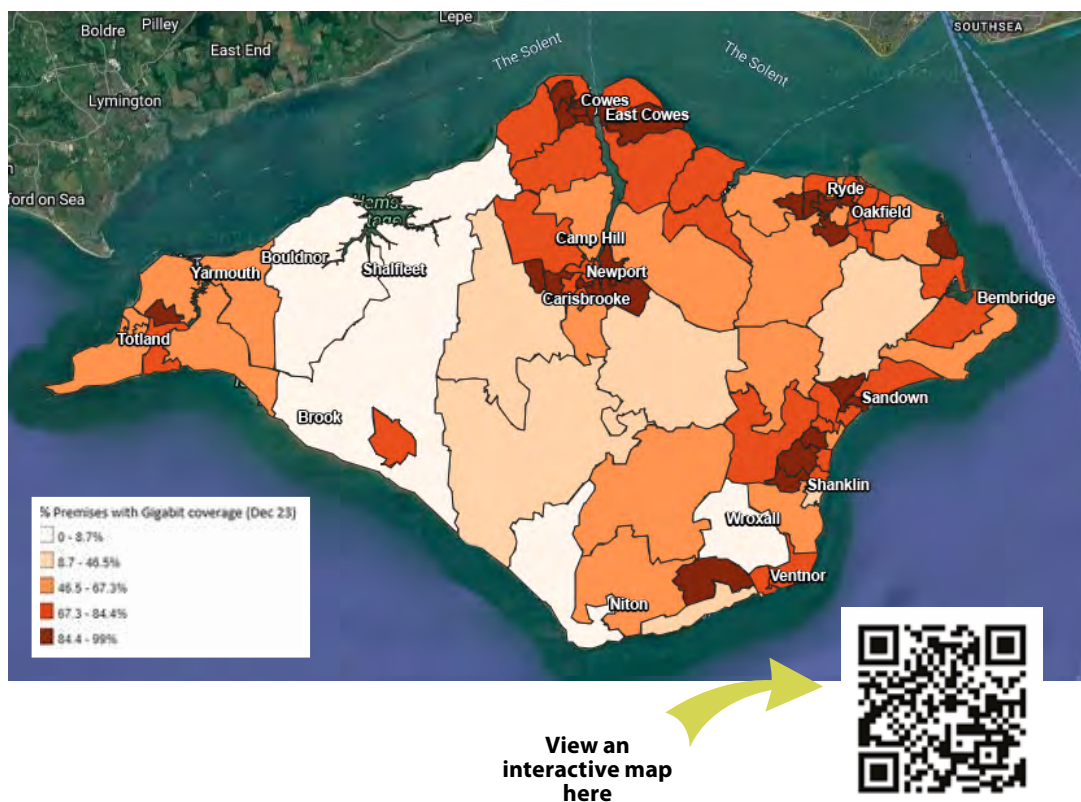 Boldre
Pilley
Lepe
East End
The Solent
SOUTHSEA
The Solent
Lymington
Cowes
East Cowes
ford on Sea
Ryde
Oakfield
Camp Hill
Bouldnor
Yarmouth
Shalfleet
Newport
Carisbrooke
Bembridge
Totland
Sandown
Brook
Shanklin
Wroxall
Ventnor
Niton
% Premises with Gigabit coverage (Dec 23)
0 - 8.7%
8.7 - 46.5%
46.5 - 67.3%
67.3 - 84.4%
84.4 - 99%
View an
interactive map
here